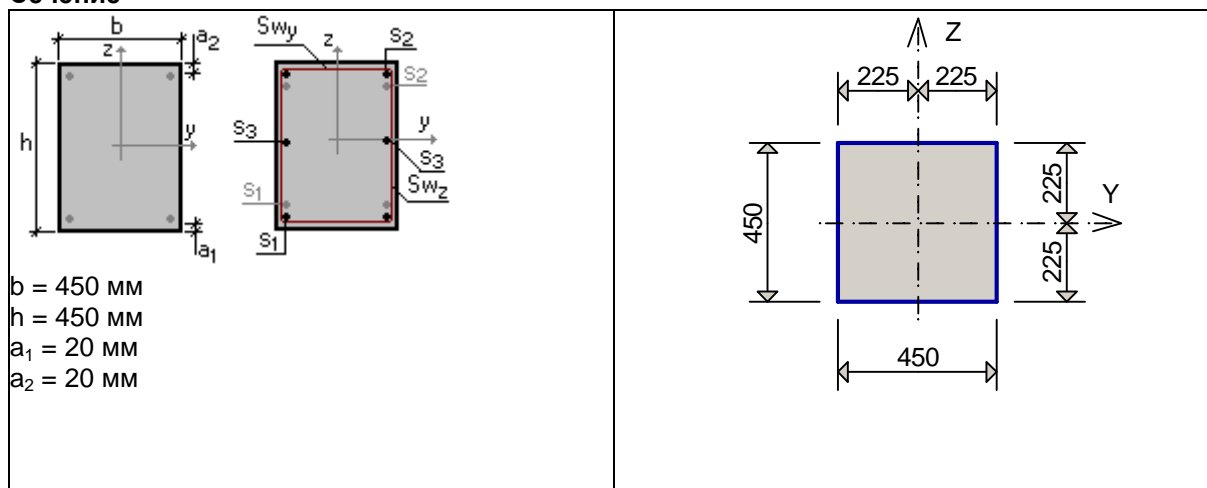 Сечение
b
a₂
z
h
y
a₁
Swy
s₂
z
s₂
s₃
y
s₃
Swz
s₁
s₁
b = 450 мм
h = 450 мм
a₁ = 20 мм
a₂ = 20 мм
Z
225 225
450
225
Y
225
450